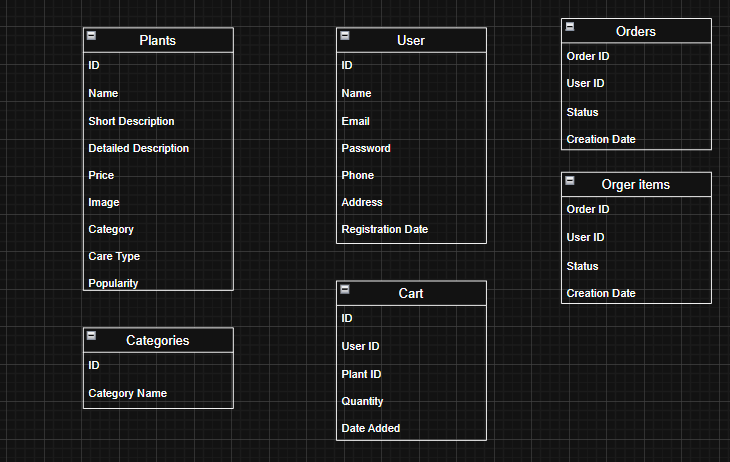 Plants
ID
Name
Short Description
Detailed Description
Price
Image
Category
Care Type
Popularity
Categories
ID
Category Name
User
ID
Name
Email
Password
Phone
Address
Registration Date
Cart
ID
User ID
Plant ID
Quantity
Date Added
Orders
Order ID
User ID
Status
Creation Date
Orger items
Order ID
User ID
Status
Creation Date